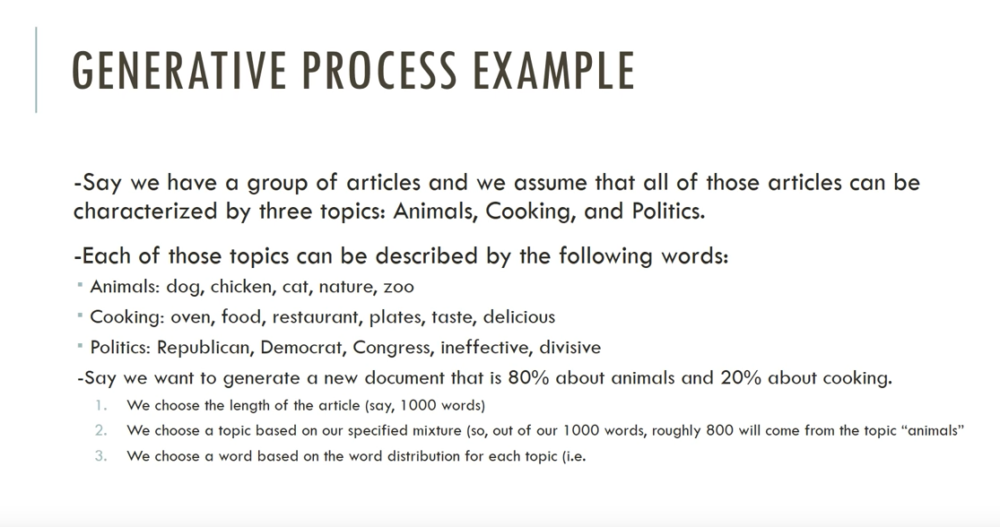 GENERATIVE PROCESS EXAMPLE
-Say we have a group of articles and we assume that all of those articles can be
characterized by three topics: Animals, Cooking, and Politics.
-Each of those topics can be described by the following words:
▪ Animals: dog, chicken, cat, nature, zoo
▪ Cooking: oven, food, restaurant, plates, taste, delicious
▪ Politics: Republican, Democrat, Congress, ineffective, divisive
-Say we want to generate a new document that is 80% about animals and 20% about cooking.
1. We choose the length of the article (say, 1000 words)
2. We choose a topic based on our specified mixture (so, out of our 1000 words, roughly 800 will come from the topic “animals”
3. We choose a word based on the word distribution for each topic (i.e.